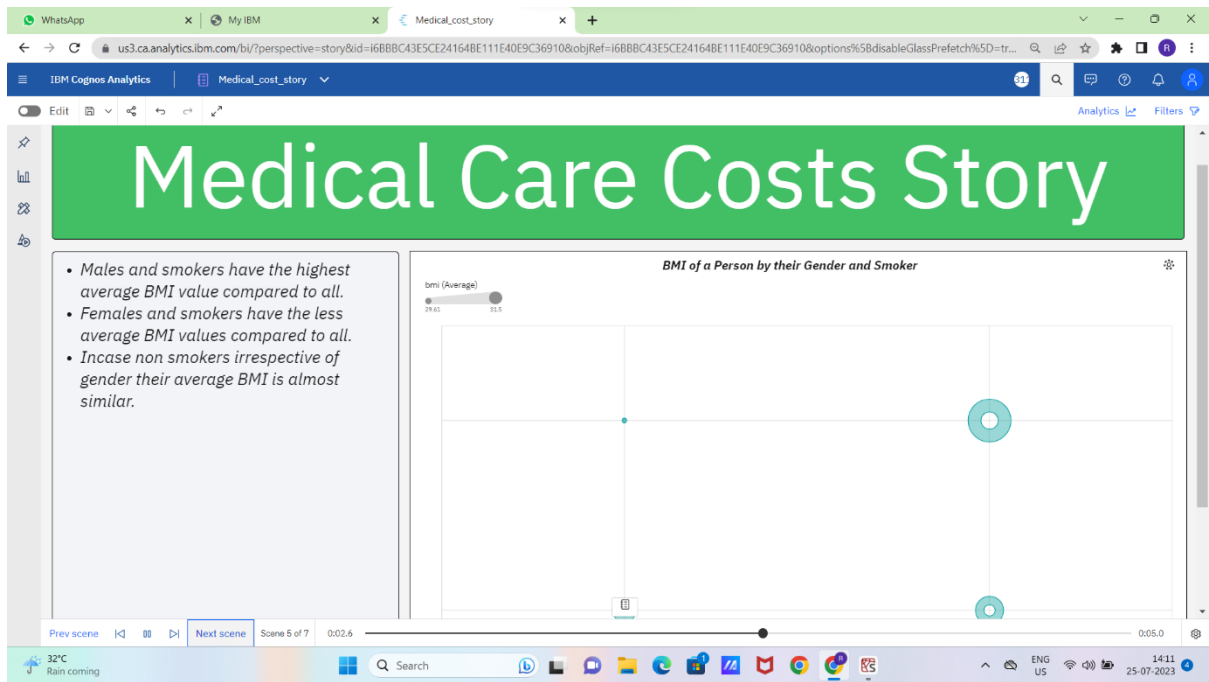 WhatsApp
My IBM
Medical_cost_story
us3.ca.analytics.ibm.com/bi/?perspective=story&id=i6BBBC43E5CE24164BE111E40E9C36910&objRef=i6BBBC43E5CE24164BE111E40E9C36910&options%5BdisableGlassPrefetch%5D=tr...
R
IBM Cognos Analytics
Medical_cost_story
Edit
Analytics
Filters
Medical Care Costs Story
• Males and smokers have the highest
average BMI value compared to all.
• Females and smokers have the less
average BMI values compared to all.
• Incase non smokers irrespective of
gender their average BMI is almost
similar.
BMI of a Person by their Gender and Smoker
bmi (Average)
29.61 31.5
Prev scene
Next scene
Scene 5 of 7
0:02.6
0:05.0
32°C
Rain coming
Search
ENG
US
14:11
25-07-2023
4